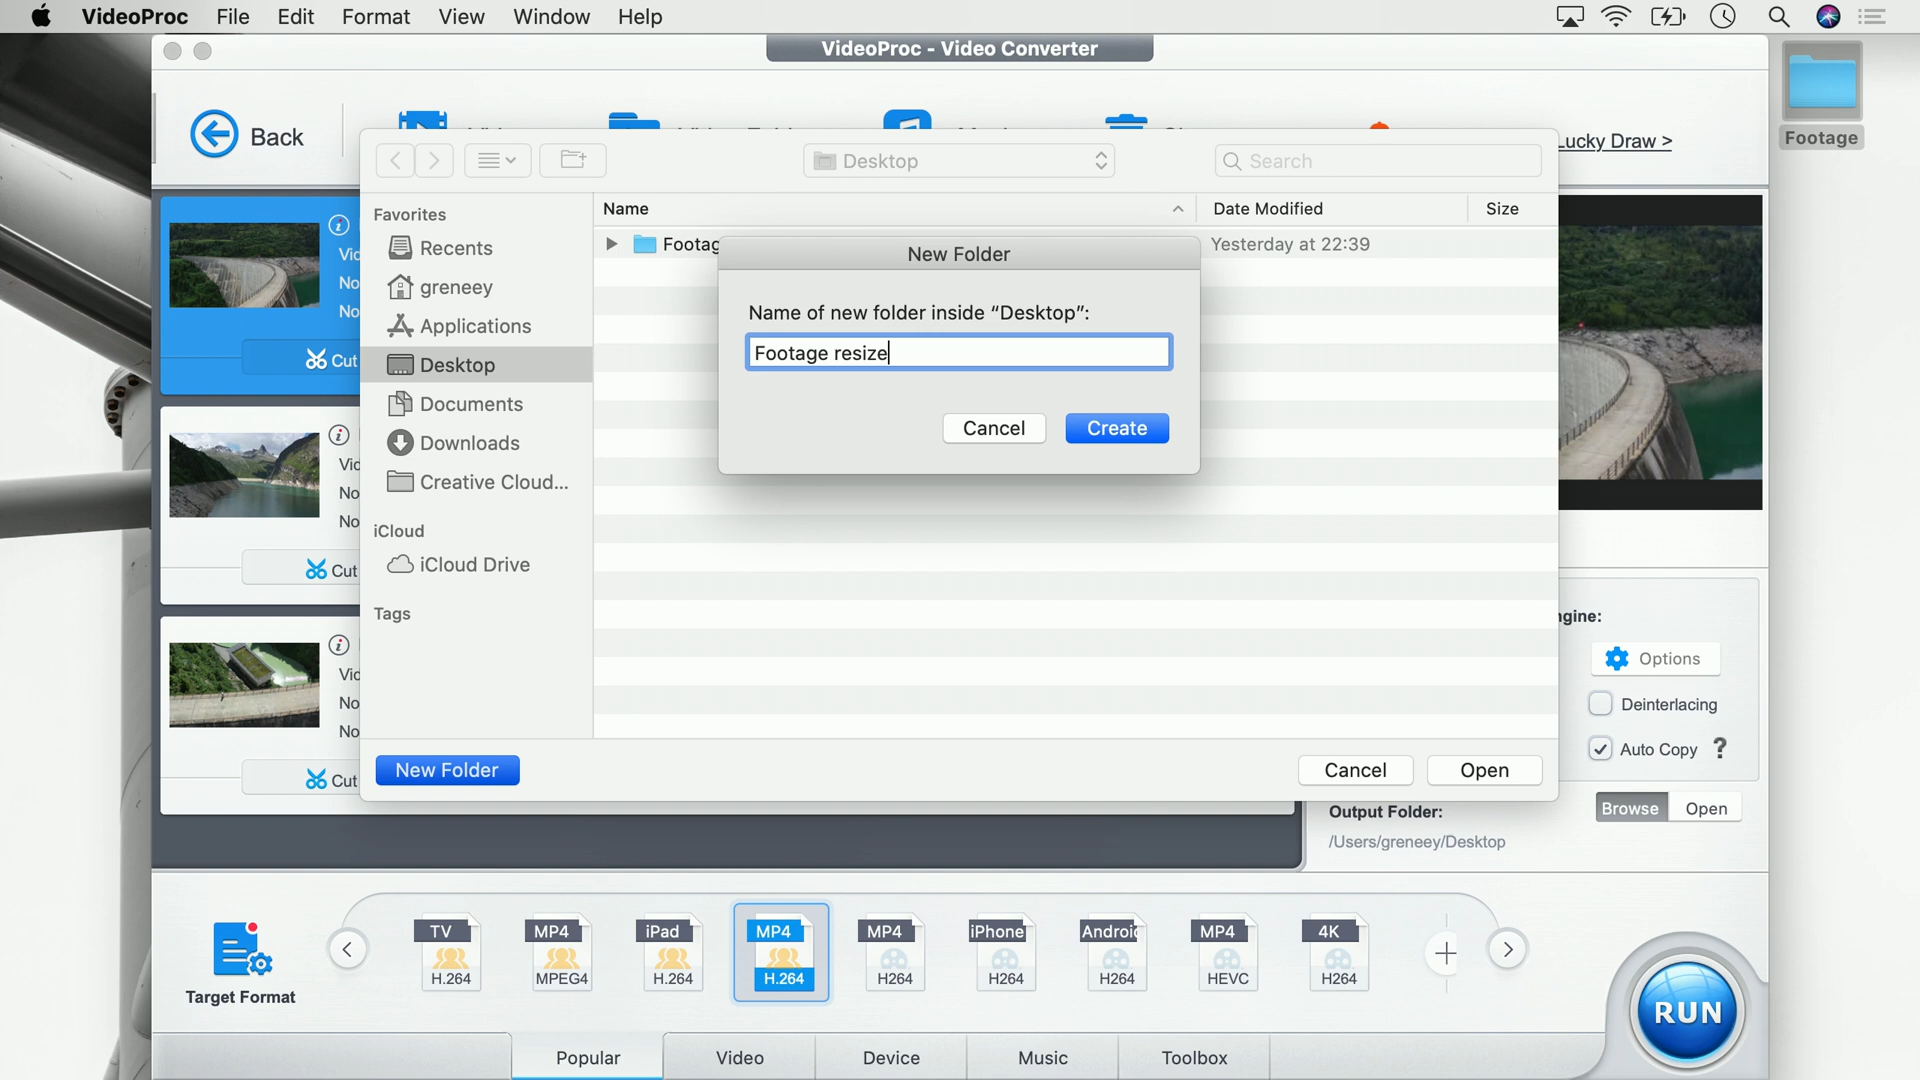 VideoProc File Edit Format View Window Help
VideoProc - Video Converter
Footage
Back
Lucky Draw >
Desktop
Search
Favorites
Recents
greneey
Applications
Desktop
Documents
Downloads
Creative Cloud...
iCloud
iCloud Drive
Tags
Name Date Modified Size
Yesterday at 22:39
New Folder
Name of new folder inside “Desktop”:
Footage resize
Cancel Create
Cut
Cut
Cut
New Folder
Cancel Open
Options
Deinterlacing
Auto Copy ?
Output Folder:
Browse Open
/Users/greneey/Desktop
Target Format
TV H.264
MP4 MPEG4
iPad H.264
MP4 H.264
MP4 H264
iPhone H264
Android H264
MP4 HEVC
4K H264
RUN
Popular Video Device Music Toolbox